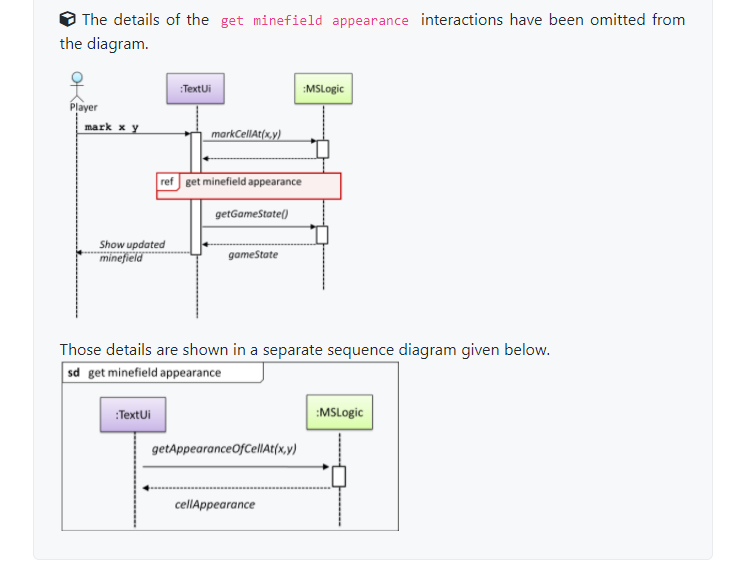 The details of the get minefield appearance interactions have been omitted from
the diagram.
:TextUi
:MSLogic
Player
mark x y
markCellAt(x,y)
ref get minefield appearance
getGameState()
Show updated
minefield
gameState
Those details are shown in a separate sequence diagram given below.
sd get minefield appearance
:TextUi
:MSLogic
getAppearanceOfCellAt(x,y)
cellAppearance